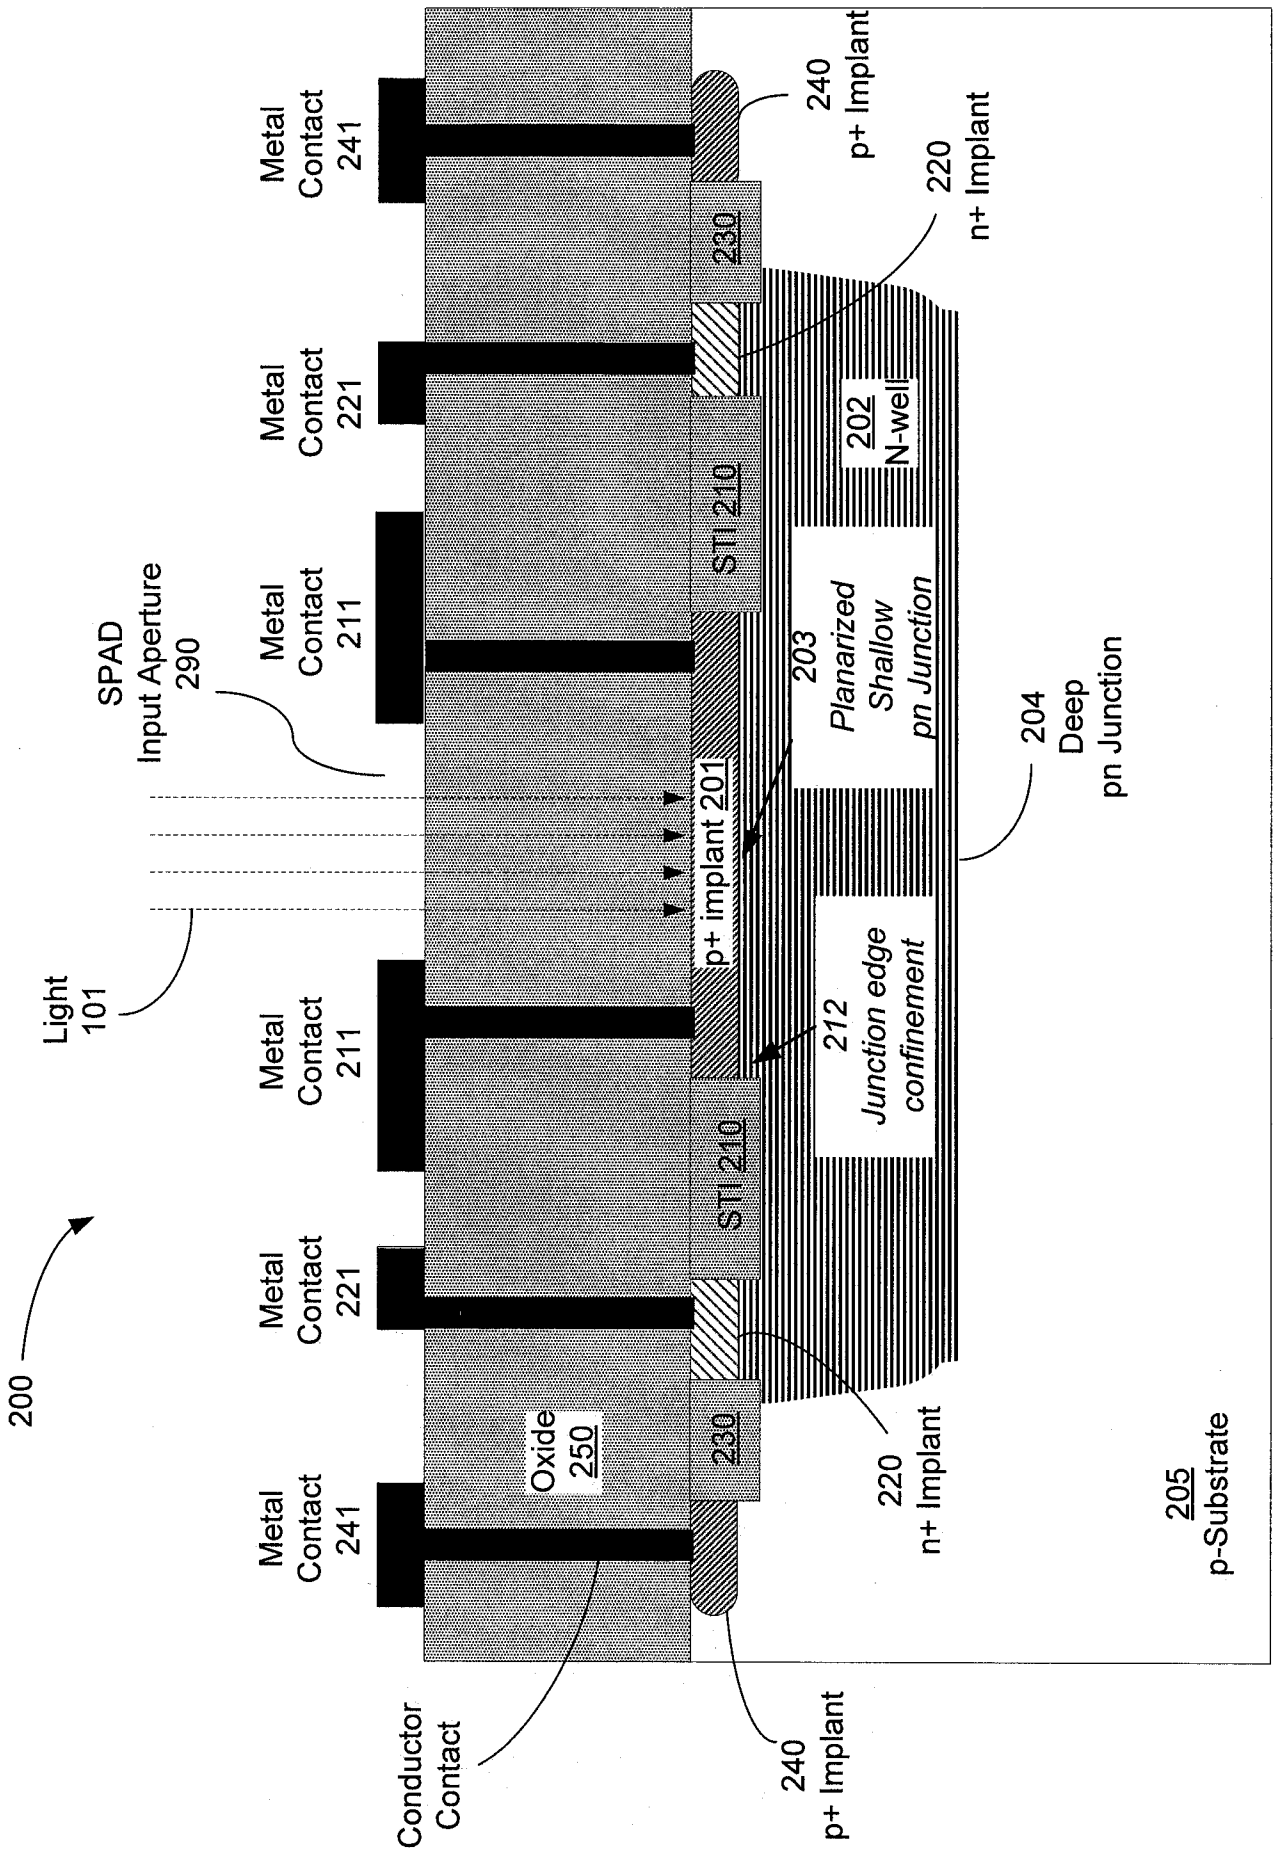 200
Light
101
SPAD
Input Aperture
290
Metal
Contact
241
Metal
Contact
221
Metal
Contact
211
Metal
Contact
211
Metal
Contact
221
Metal
Contact
241
Conductor
Contact
Oxide
250
230
STI 210
p+ implant 201
STI 210
230
240
p+ Implant
220
n+ Implant
212
Junction edge
confinement
203
Planarized
Shallow
pn Junction
202
N-well
220
n+ Implant
240
p+ Implant
204
Deep
pn Junction
205
p-Substrate